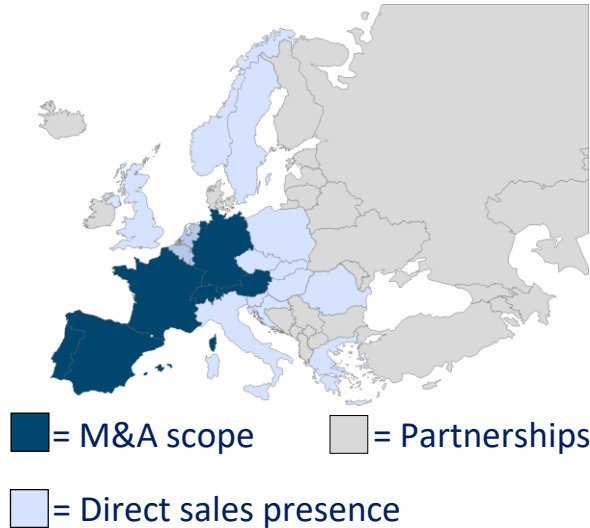 = M&A scope
= Partnerships
= Direct sales presence